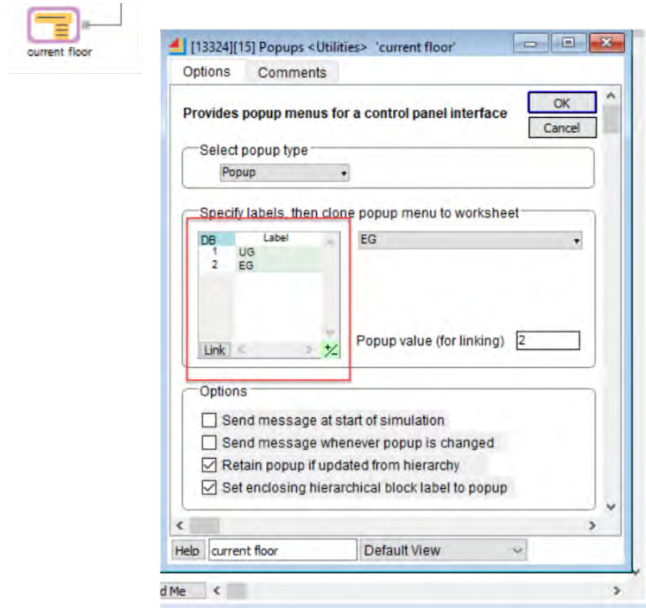 current floor
[13324][15] Popups <Utilities> 'current floor'
Options Comments
Provides popup menus for a control panel interface
OK
Cancel
Select popup type
Popup
Specify labels, then clone popup menu to worksheet
DB Label
1 UG
2 EG
EG
Link
+/-
Popup value (for linking) 2
Options
Send message at start of simulation
Send message whenever popup is changed
Retain popup if updated from hierarchy
Set enclosing hierarchical block label to popup
Help current floor Default View
d Me